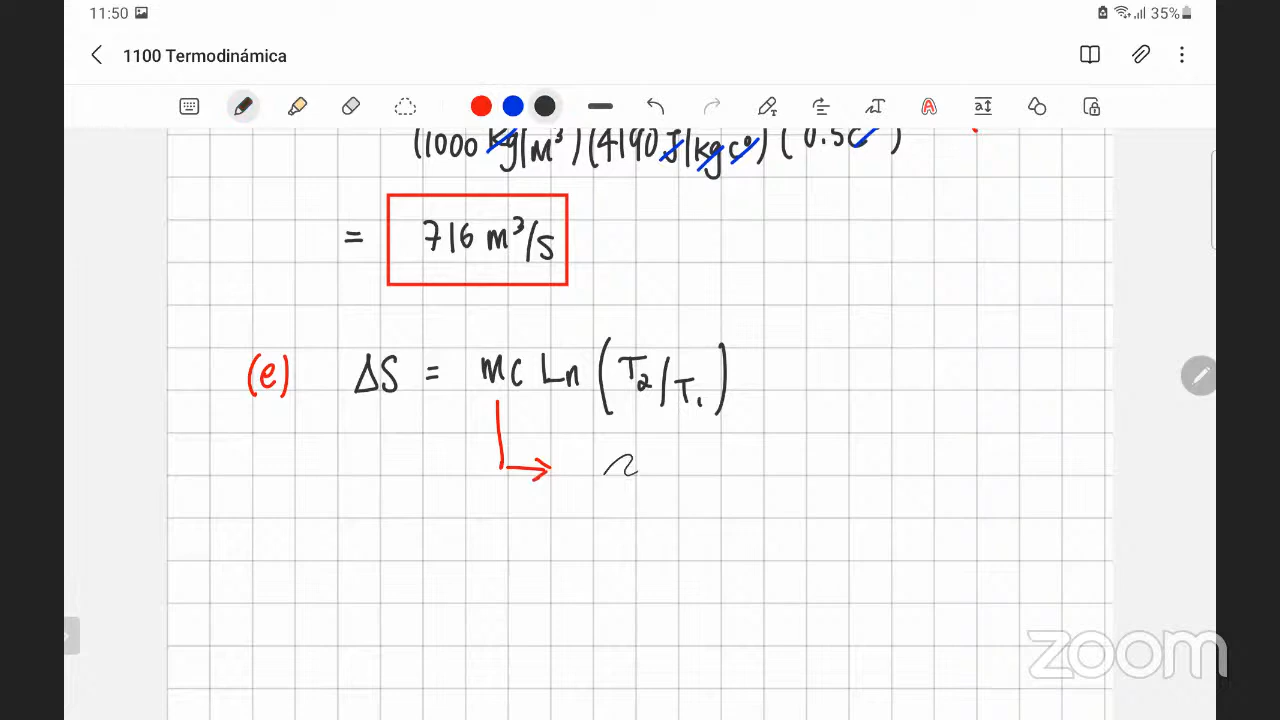 11:50 35%
1100 Termodinámica
(1000 kg/m³)(4190 J/kg c°)(0.5c°)
= 716 m³/s
(e) ΔS = mc Ln (T₂/T₁)
zoom